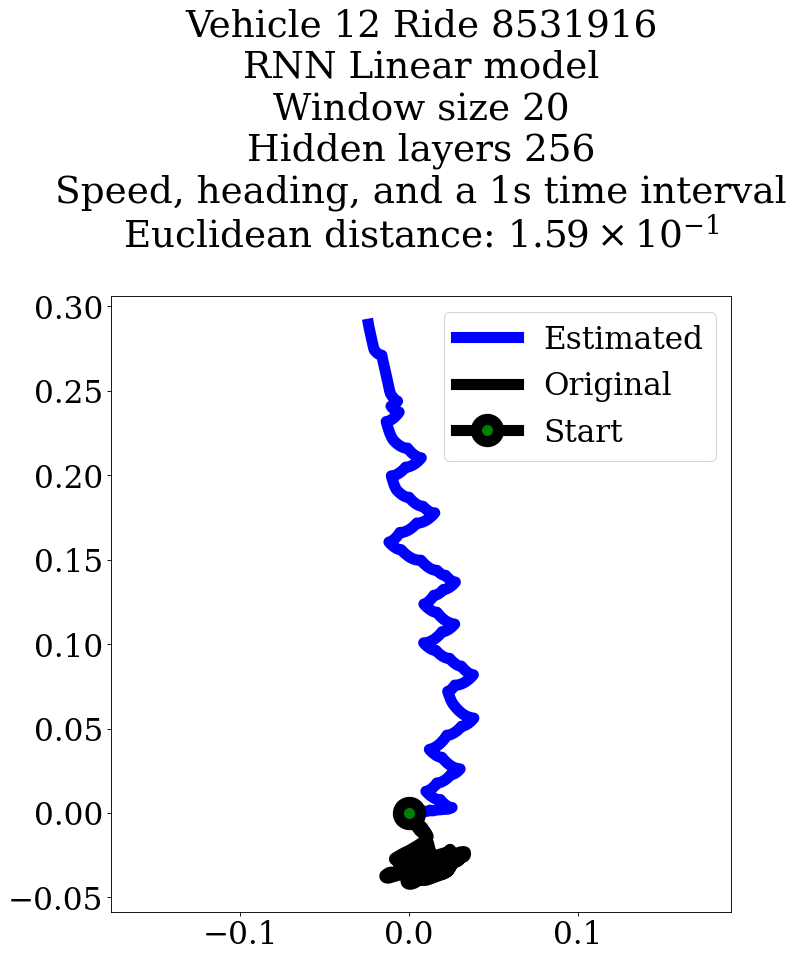 Vehicle 12 Ride 8531916
RNN Linear model
Window size 20
Hidden layers 256
Speed, heading, and a 1s time interval
Euclidean distance: 1.59 × 10⁻¹
0.30
0.25
0.20
0.15
0.10
0.05
0.00
−0.05
Estimated
Original
Start
−0.1
0.0
0.1